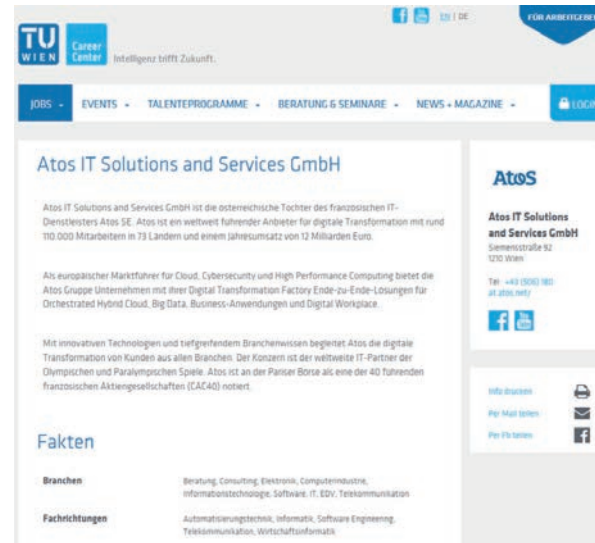 EN | DE
FÜR ARBEITGEBER
TU
WIEN
Career
Center
Intelligenz trifft Zukunft.
JOBS
EVENTS
TALENTEPROGRAMME
BERATUNG & SEMINARE
NEWS + MAGAZINE
LOGIN
Atos IT Solutions and Services GmbH
Atos IT Solutions and Services GmbH ist die österreichische Tochter des französischen IT-
Dienstleisters Atos SE. Atos ist ein weltweit führender Anbieter für digitale Transformation mit rund
110.000 Mitarbeitern in 73 Ländern und einem Jahresumsatz von 12 Milliarden Euro.
Als europäischer Marktführer für Cloud, Cybersecurity und High Performance Computing bietet die
Atos Gruppe Unternehmen mit ihrer Digital Transformation Factory Ende-zu-Ende-Lösungen für
Orchestrated Hybrid Cloud, Big Data, Business-Anwendungen und Digital Workplace.
Mit innovativen Technologien und tiefgreifendem Branchenwissen begleitet Atos die digitale
Transformation von Kunden aus allen Branchen. Der Konzern ist der weltweite IT-Partner der
Olympischen und Paralympischen Spiele. Atos ist an der Pariser Börse als eine der 40 führenden
französischen Aktiengesellschaften (CAC40) notiert.
Fakten
Branchen
Beratung, Consulting, Elektronik, Computerindustrie,
Informationstechnologie, Software, IT, EDV, Telekommunikation
Fachrichtungen
Automatisierungstechnik, Informatik, Software Engineering,
Telekommunikation, Wirtschaftsinformatik
Atos
Atos IT Solutions
and Services GmbH
Siemensstraße 92
1210 Wien
Tel: +43 (506) 180
at.atos.net/
Info drucken
Per Mail teilen
Per Fb teilen